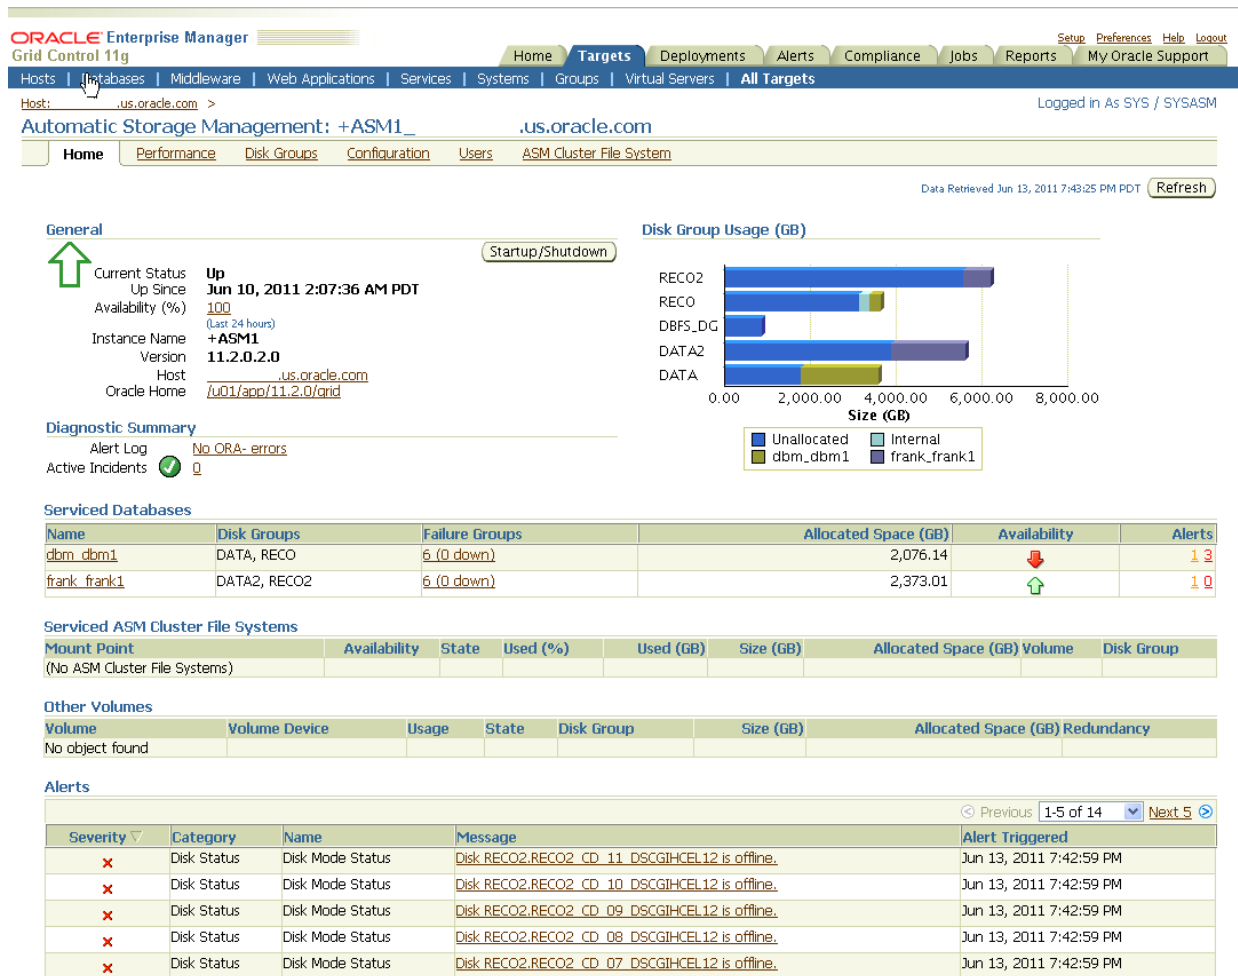 ORACLE Enterprise Manager
Grid Control 11g
Setup Preferences Help Logout
Home Targets Deployments Alerts Compliance Jobs Reports My Oracle Support
Hosts | Databases | Middleware | Web Applications | Services | Systems | Groups | Virtual Servers | All Targets
Host: .us.oracle.com >
Logged in As SYS / SYSASM
Automatic Storage Management: +ASM1_ .us.oracle.com
Home Performance Disk Groups Configuration Users ASM Cluster File System
Data Retrieved Jun 13, 2011 7:43:25 PM PDT Refresh
General
Startup/Shutdown
Current Status Up
Up Since Jun 10, 2011 2:07:36 AM PDT
Availability (%) 100
(Last 24 hours)
Instance Name +ASM1
Version 11.2.0.2.0
Host .us.oracle.com
Oracle Home /u01/app/11.2.0/grid
Diagnostic Summary
Alert Log No ORA- errors
Active Incidents 0
Disk Group Usage (GB)
RECO2
RECO
DBFS_DG
DATA2
DATA
0.00 2,000.00 4,000.00 6,000.00 8,000.00
Size (GB)
Unallocated Internal
dbm_dbm1 frank_frank1
Serviced Databases
Name Disk Groups Failure Groups Allocated Space (GB) Availability Alerts
dbm_dbm1 DATA, RECO 6 (0 down) 2,076.14 1 3
frank_frank1 DATA2, RECO2 6 (0 down) 2,373.01 1 0
Serviced ASM Cluster File Systems
Mount Point Availability State Used (%) Used (GB) Size (GB) Allocated Space (GB) Volume Disk Group
(No ASM Cluster File Systems)
Other Volumes
Volume Volume Device Usage State Disk Group Size (GB) Allocated Space (GB) Redundancy
No object found
Alerts
Previous 1-5 of 14 Next 5
Severity Category Name Message Alert Triggered
Disk Status Disk Mode Status Disk RECO2.RECO2_CD_11_DSCGIHCEL12 is offline. Jun 13, 2011 7:42:59 PM
Disk Status Disk Mode Status Disk RECO2.RECO2_CD_10_DSCGIHCEL12 is offline. Jun 13, 2011 7:42:59 PM
Disk Status Disk Mode Status Disk RECO2.RECO2_CD_09_DSCGIHCEL12 is offline. Jun 13, 2011 7:42:59 PM
Disk Status Disk Mode Status Disk RECO2.RECO2_CD_08_DSCGIHCEL12 is offline. Jun 13, 2011 7:42:59 PM
Disk Status Disk Mode Status Disk RECO2.RECO2_CD_07_DSCGIHCEL12 is offline. Jun 13, 2011 7:42:59 PM